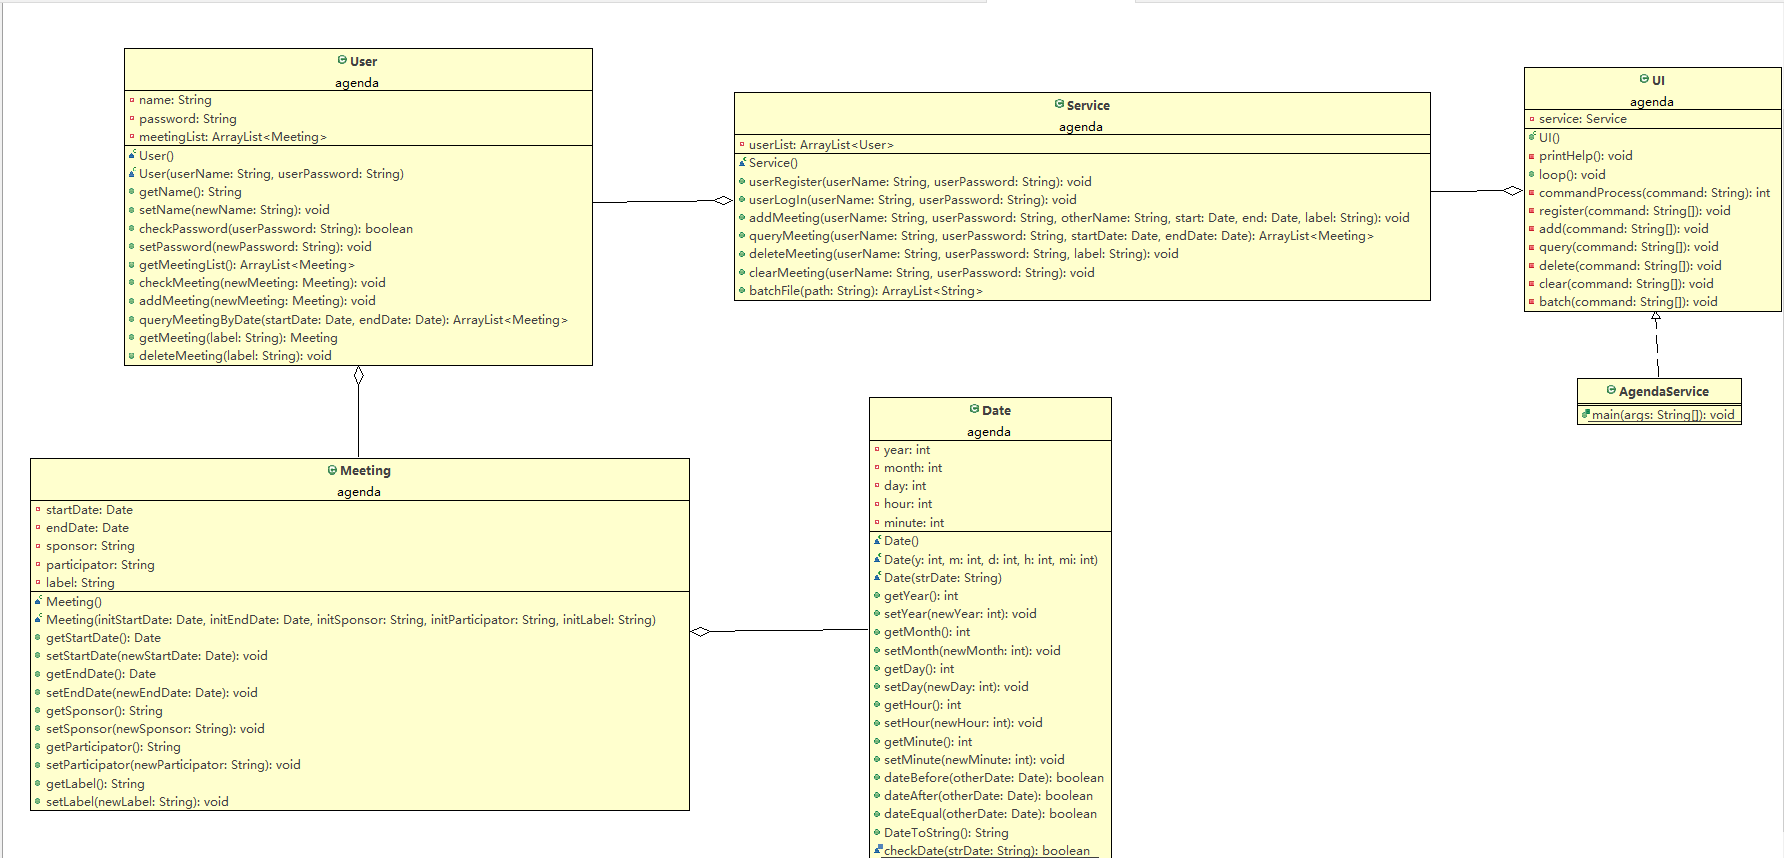 User
agenda
name: String
password: String
meetingList: ArrayList<Meeting>
User()
User(userName: String, userPassword: String)
getName(): String
setName(newName: String): void
checkPassword(userPassword: String): boolean
setPassword(newPassword: String): void
getMeetingList(): ArrayList<Meeting>
checkMeeting(newMeeting: Meeting): void
addMeeting(newMeeting: Meeting): void
queryMeetingByDate(startDate: Date, endDate: Date): ArrayList<Meeting>
getMeeting(label: String): Meeting
deleteMeeting(label: String): void
Service
agenda
userList: ArrayList<User>
Service()
userRegister(userName: String, userPassword: String): void
userLogIn(userName: String, userPassword: String): void
addMeeting(userName: String, userPassword: String, otherName: String, start: Date, end: Date, label: String): void
queryMeeting(userName: String, userPassword: String, startDate: Date, endDate: Date): ArrayList<Meeting>
deleteMeeting(userName: String, userPassword: String, label: String): void
clearMeeting(userName: String, userPassword: String): void
batchFile(path: String): ArrayList<String>
UI
agenda
service: Service
UI()
printHelp(): void
loop(): void
commandProcess(command: String): int
register(command: String[]): void
add(command: String[]): void
query(command: String[]): void
delete(command: String[]): void
clear(command: String[]): void
batch(command: String[]): void
AgendaService
main(args: String[]): void
Meeting
agenda
startDate: Date
endDate: Date
sponsor: String
participator: String
label: String
Meeting()
Meeting(initStartDate: Date, initEndDate: Date, initSponsor: String, initParticipator: String, initLabel: String)
getStartDate(): Date
setStartDate(newStartDate: Date): void
getEndDate(): Date
setEndDate(newEndDate: Date): void
getSponsor(): String
setSponsor(newSponsor: String): void
getParticipator(): String
setParticipator(newParticipator: String): void
getLabel(): String
setLabel(newLabel: String): void
Date
agenda
year: int
month: int
day: int
hour: int
minute: int
Date()
Date(y: int, m: int, d: int, h: int, mi: int)
Date(strDate: String)
getYear(): int
setYear(newYear: int): void
getMonth(): int
setMonth(newMonth: int): void
getDay(): int
setDay(newDay: int): void
getHour(): int
setHour(newHour: int): void
getMinute(): int
setMinute(newMinute: int): void
dateBefore(otherDate: Date): boolean
dateAfter(otherDate: Date): boolean
dateEqual(otherDate: Date): boolean
DateToString(): String
checkDate(strDate: String): boolean